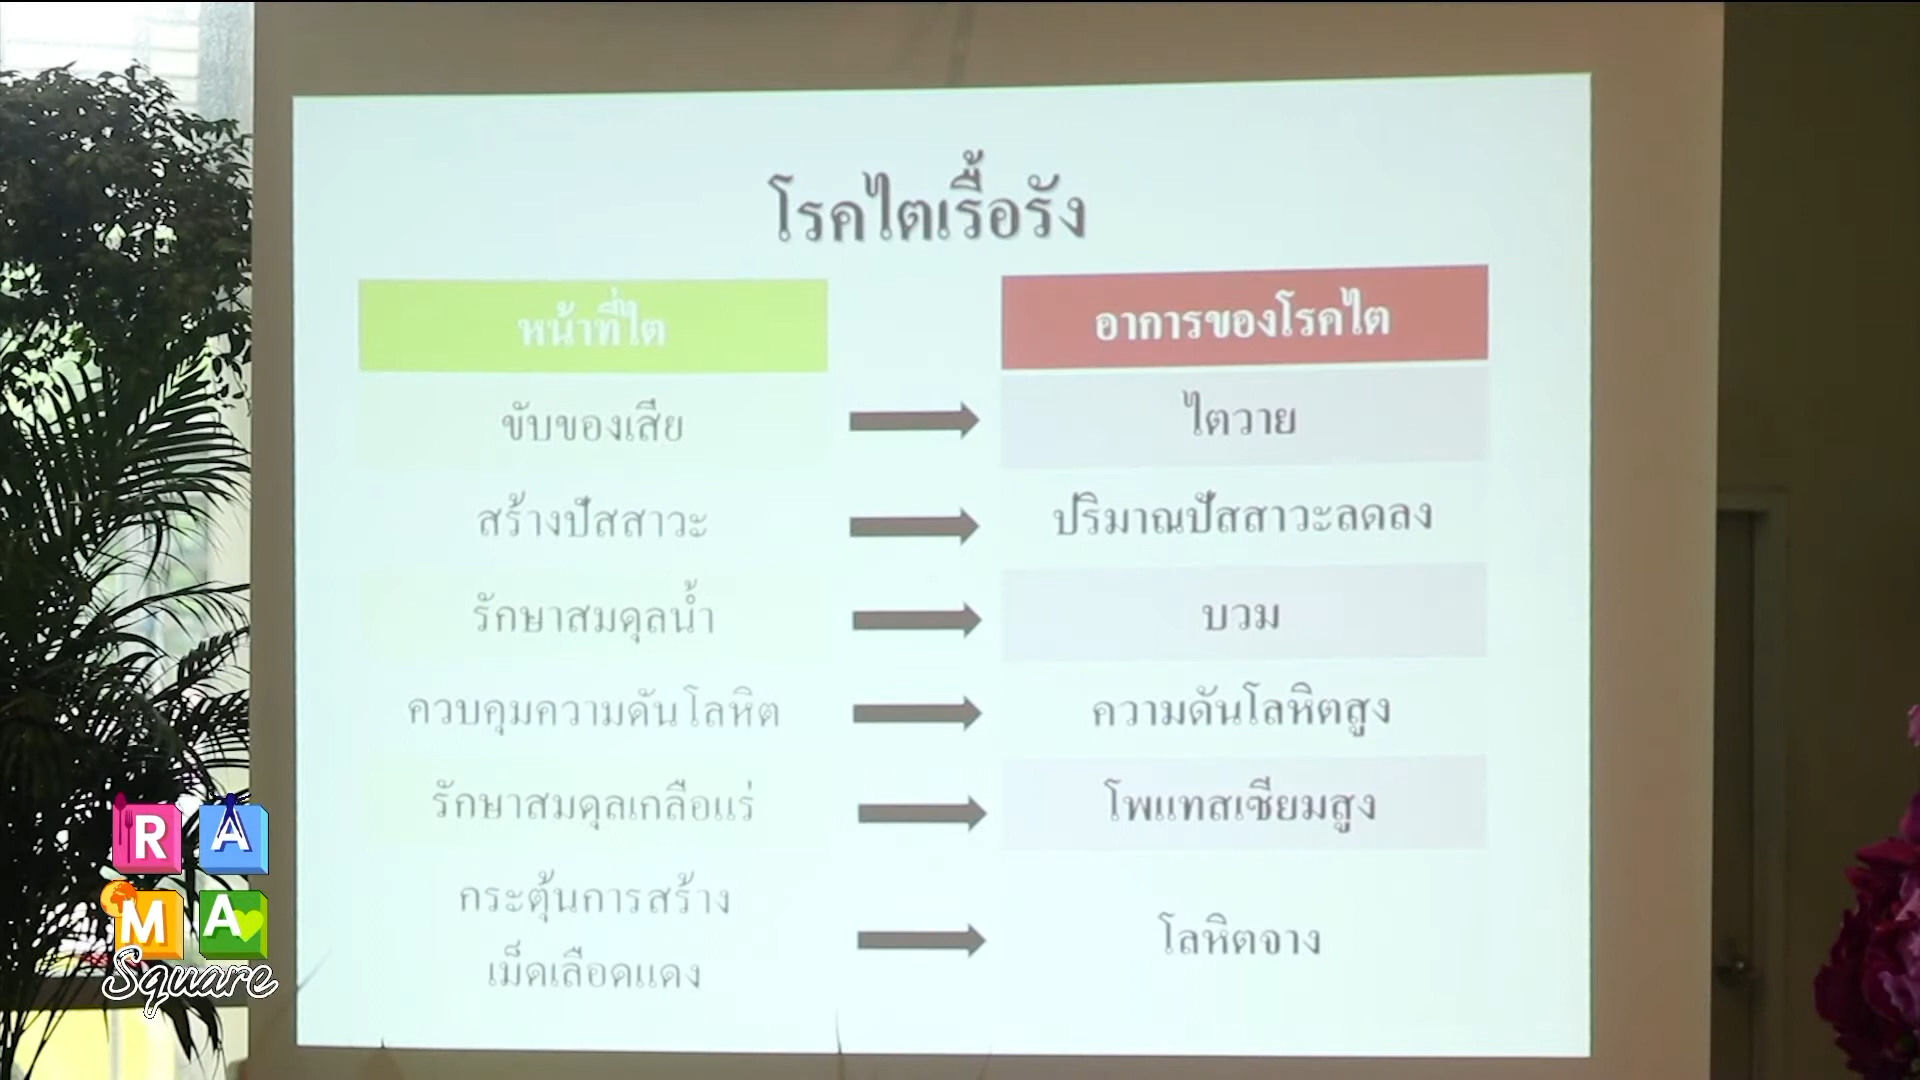 โรคไตเรื้อรัง
หน้าที่ไต
อาการของโรคไต
ขับของเสีย
ไตวาย
สร้างปัสสาวะ
ปริมาณปัสสาวะลดลง
รักษาสมดุลน้ำ
บวม
ควบคุมความดันโลหิต
ความดันโลหิตสูง
รักษาสมดุลเกลือแร่
โพแทสเซียมสูง
กระตุ้นการสร้าง
เม็ดเลือดแดง
โลหิตจาง
RAMA
Square